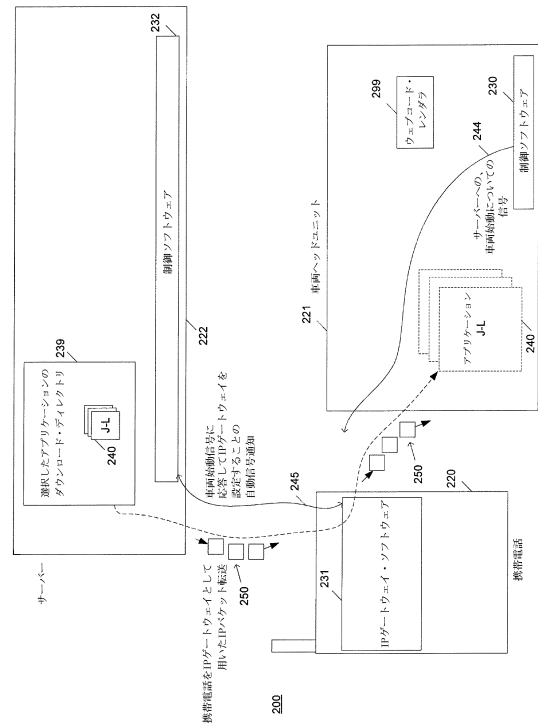 サーバー
選択したアプリケーションの
ダウンロード・ディレクトリ
239
J-L
240
制御ソフトウェア
232
222
車両始動信号に
応答してIPゲートウェイを
設定することの
自動信号通知
245
携帯電話をIPゲートウェイとして
用いたIPパケット転送
250
250
200
231
IPゲートウェイ・ソフトウェア
220
携帯電話
車両ヘッドユニット
221
299
ウェブコード・
レンダラ
サーバーへの、
車両始動についての
信号
244
230
制御ソフトウェア
アプリケーション
J-L
240